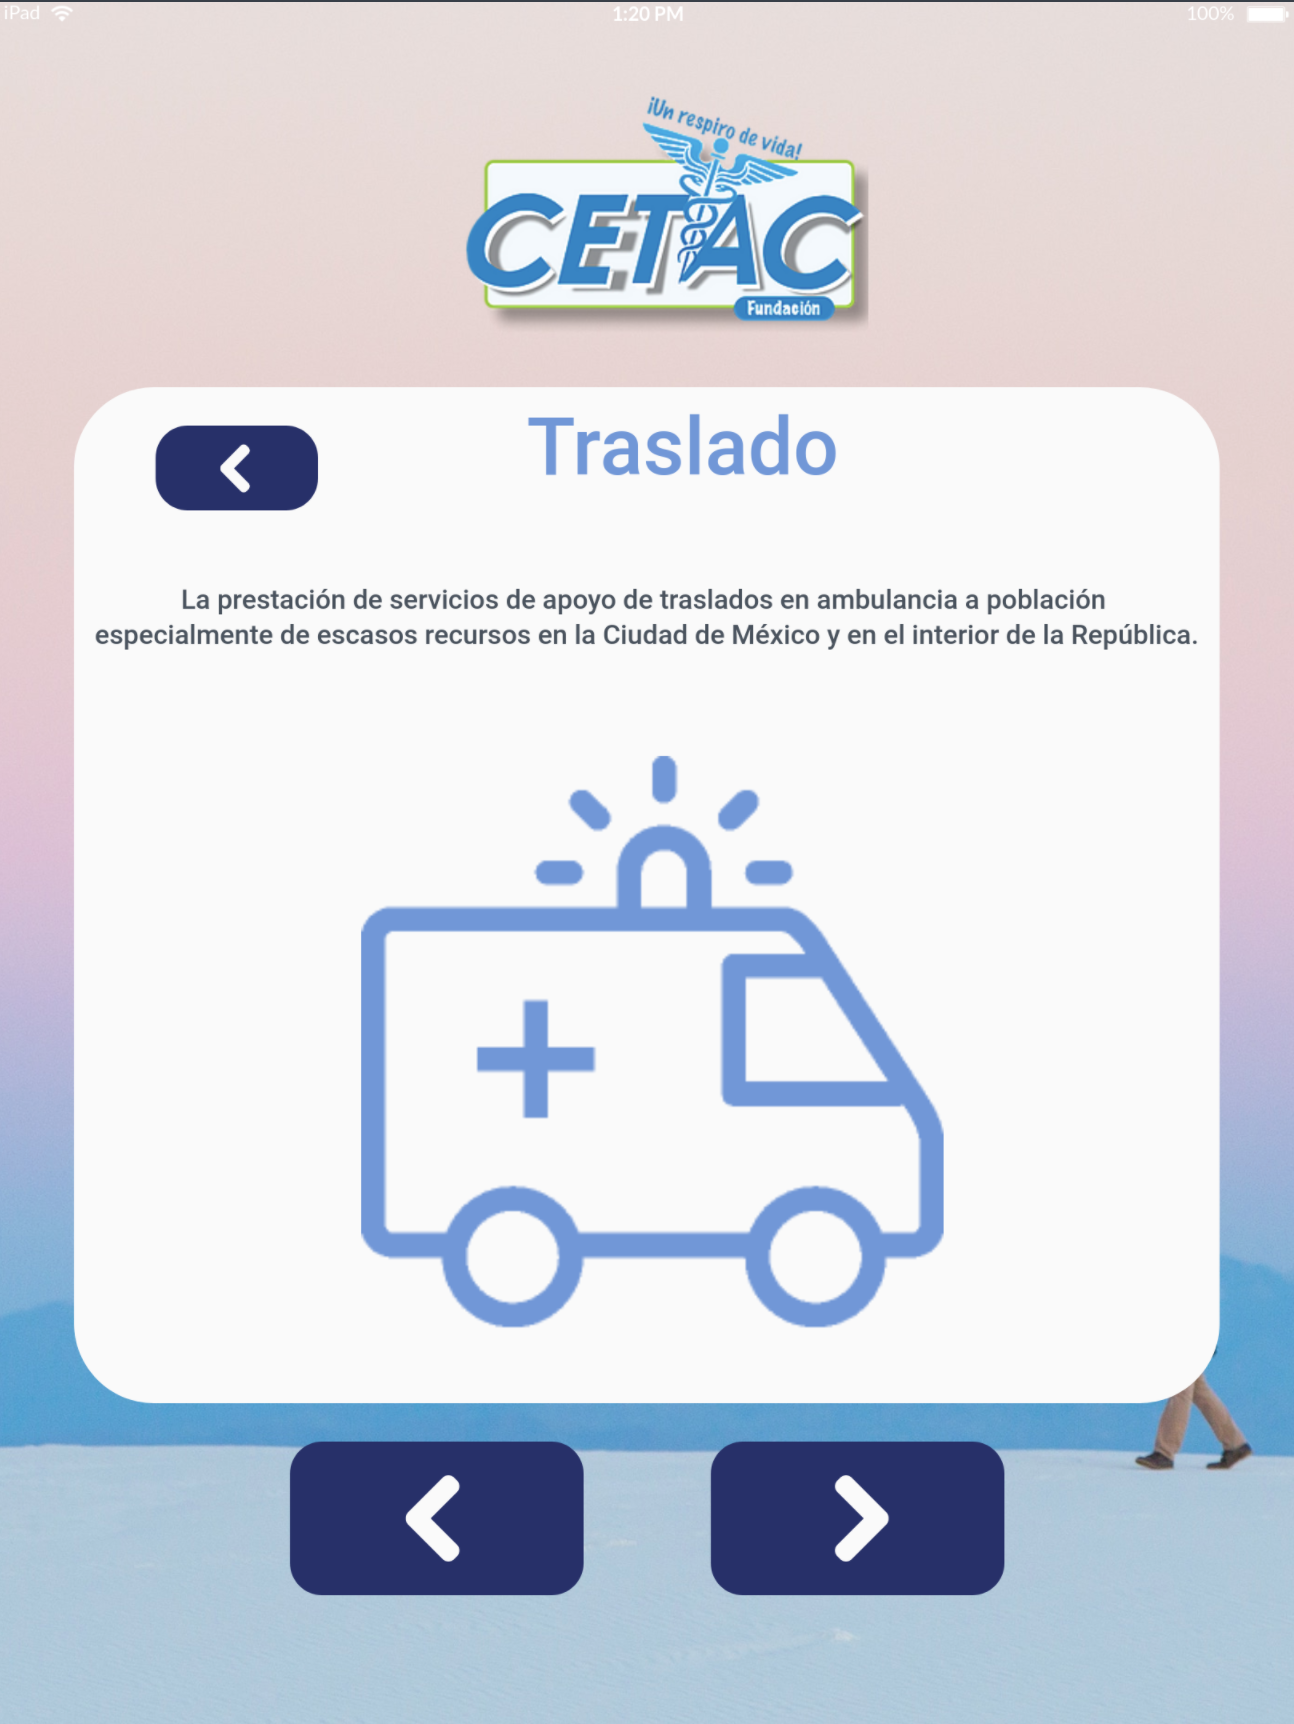 iPad
1:20 PM
100%
¡Un respiro de vida!
CETAC
Fundación
Traslado
La prestación de servicios de apoyo de traslados en ambulancia a población
especialmente de escasos recursos en la Ciudad de México y en el interior de la República.